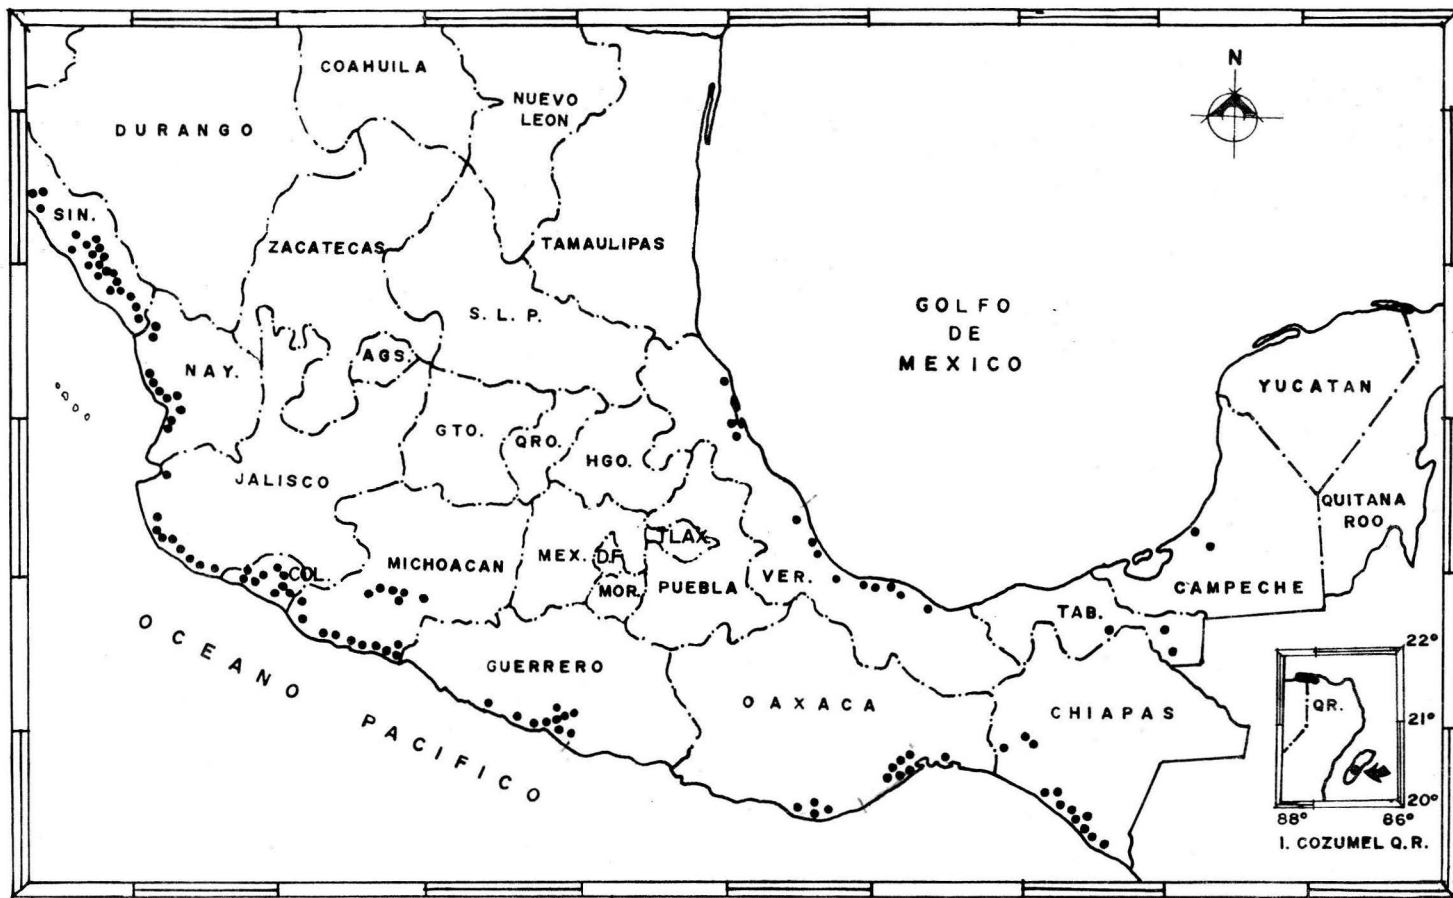 COAHUILA
NUEVO
LEON
DURANGO
N
SIN.
ZACATECAS
TAMAULIPAS
S. L. P.
GOLFO
DE
MEXICO
AGS.
NAY.
YUCATAN
GTO.
QRO.
HGO.
JALISCO
QUITANA
ROO
MICHOACAN
MEX.
D.F.
TLAX.
COL.
MOR.
PUEBLA
VER.
CAMPECHE
TAB.
OCEANO PACIFICO
GUERRERO
OAXACA
CHIAPAS
22°
QR.
21°
20°
88° 86°
I. COZUMEL Q.R.